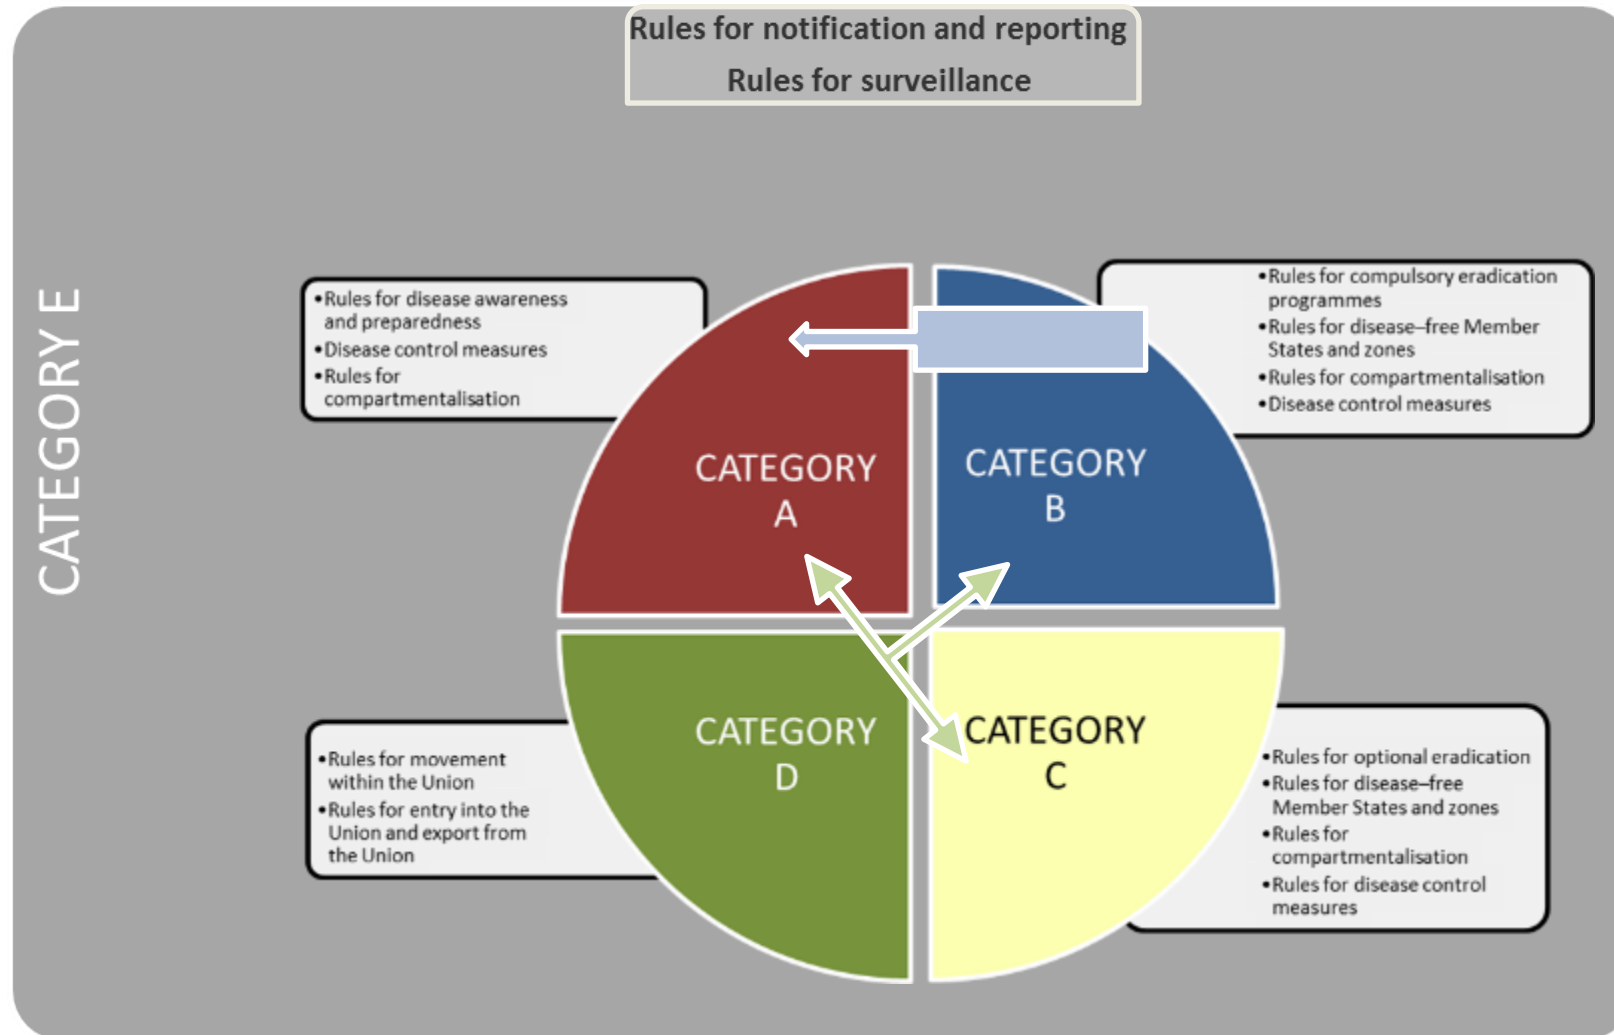 Rules for notification and reporting
Rules for surveillance
CATEGORY E
•Rules for disease awareness
and preparedness
•Disease control measures
•Rules for
compartmentalisation
•Rules for compulsory eradication
programmes
•Rules for disease–free Member
States and zones
•Rules for compartmentalisation
•Disease control measures
CATEGORY
A
CATEGORY
B
CATEGORY
D
CATEGORY
C
•Rules for movement
within the Union
•Rules for entry into the
Union and export from
the Union
•Rules for optional eradication
•Rules for disease–free
Member States and zones
•Rules for
compartmentalisation
•Rules for disease control
measures